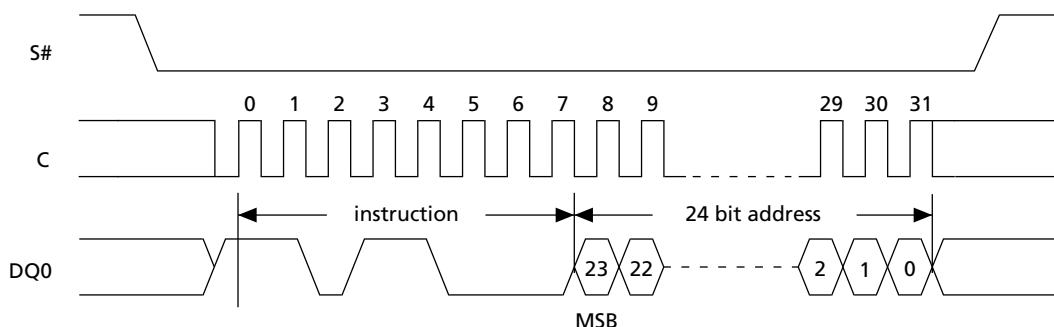 S#
0 1 2 3 4 5 6 7 8 9 29 30 31
C
instruction 24 bit address
DQ0 23 22 2 1 0
MSB